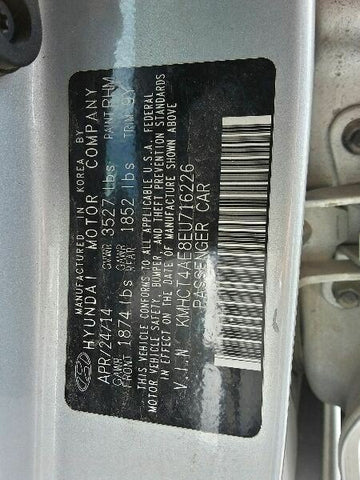 MANUFACTURED IN KOREA BY
HYUNDAI MOTOR COMPANY
APR/24/14 GVWR 3527 lbs PAINT RHM
GAWR FRONT 1874 lbs GAWR REAR 1852 lbs TRIM 9Y
THIS VEHICLE CONFORMS TO ALL APPLICABLE U.S.A. FEDERAL
MOTOR VEHICLE SAFETY, BUMPER, AND THEFT PREVENTION STANDARDS
IN EFFECT ON THE DATE OF MANUFACTURE SHOWN ABOVE
V.I.N KMHCT4AE8EU716226
PASSENGER CAR